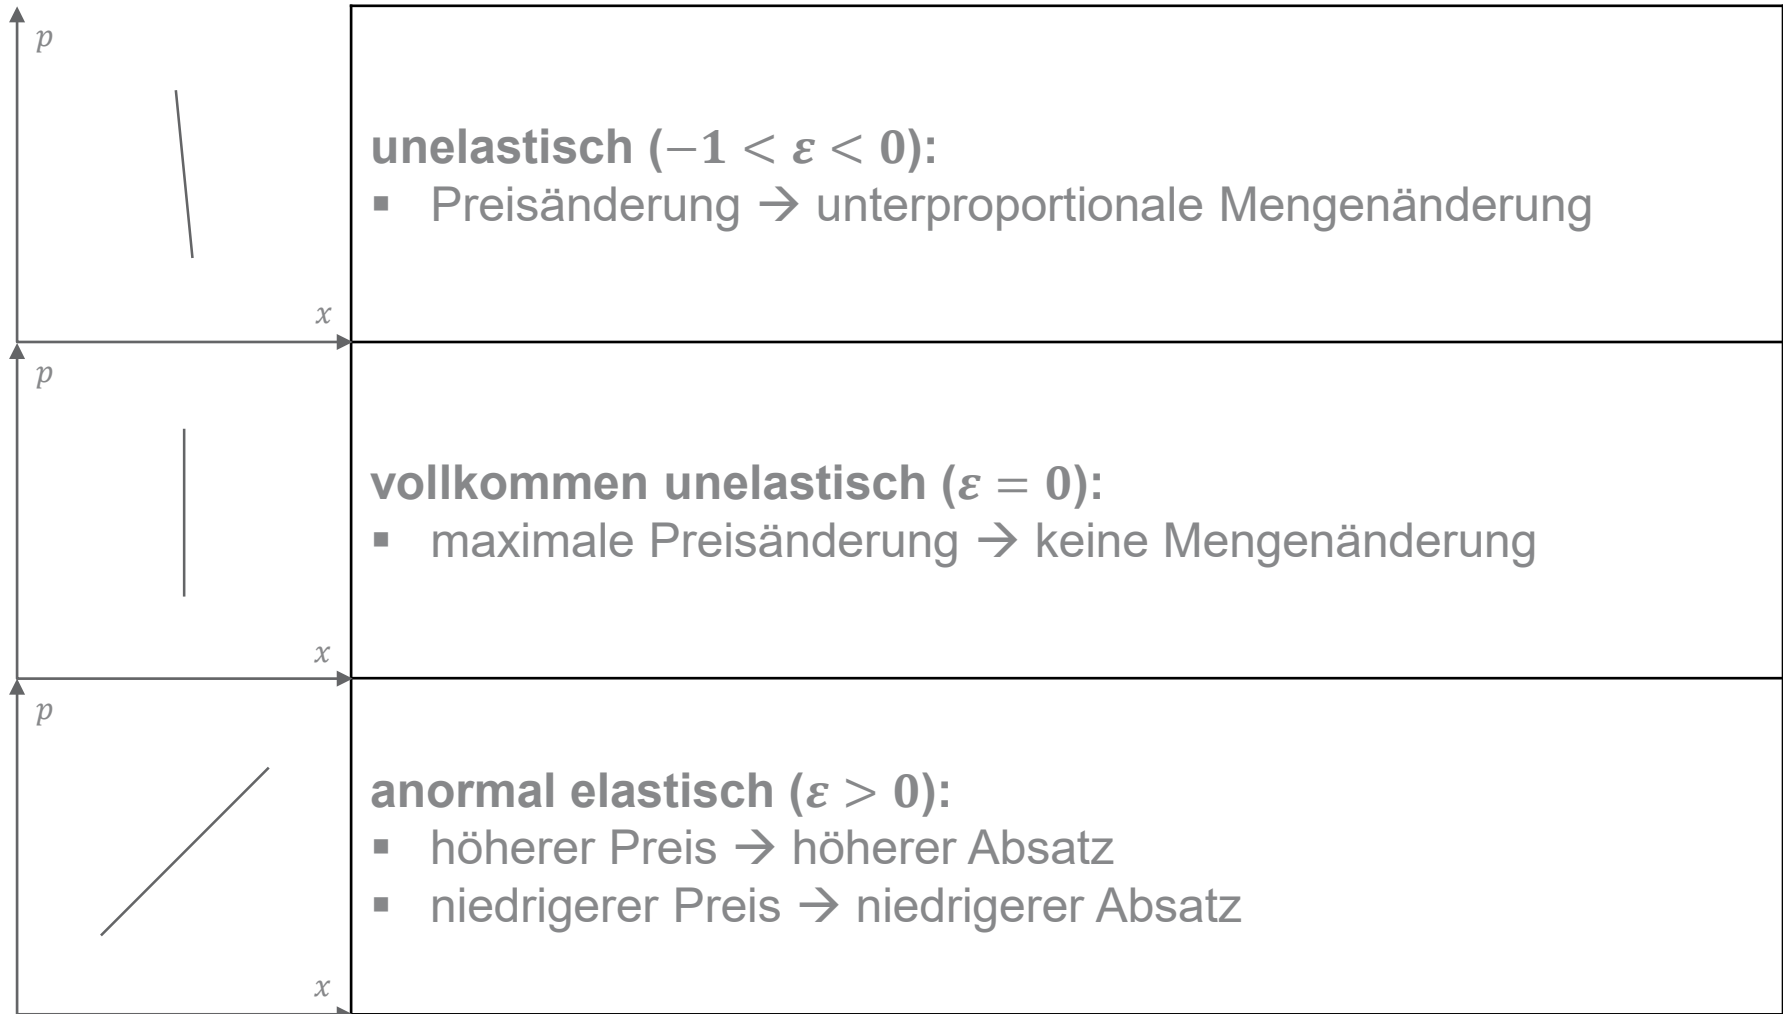 p
x
unelastisch (−1 < ε < 0):
▪ Preisänderung → unterproportionale Mengenänderung
p
x
vollkommen unelastisch (ε = 0):
▪ maximale Preisänderung → keine Mengenänderung
p
x
anormal elastisch (ε > 0):
▪ höherer Preis → höherer Absatz
▪ niedrigerer Preis → niedrigerer Absatz